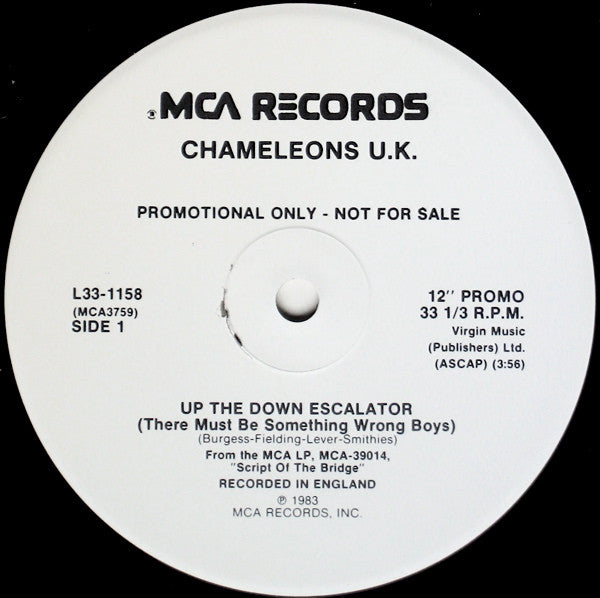 MCA RECORDS
CHAMELEONS U.K.
PROMOTIONAL ONLY - NOT FOR SALE
L33-1158
(MCA3759)
SIDE 1
12" PROMO
33 1/3 R.P.M.
Virgin Music
(Publishers) Ltd.
(ASCAP) (3:56)
UP THE DOWN ESCALATOR
(There Must Be Something Wrong Boys)
(Burgess-Fielding-Lever-Smithies)
From the MCA LP, MCA-39014,
"Script Of The Bridge"
RECORDED IN ENGLAND
℗ 1983
MCA RECORDS, INC.